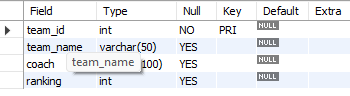 Field Type Null Key Default Extra
team_id int NO PRI NULL
team_name varchar(50) YES NULL
coach 100) YES NULL
team_name
ranking int YES NULL